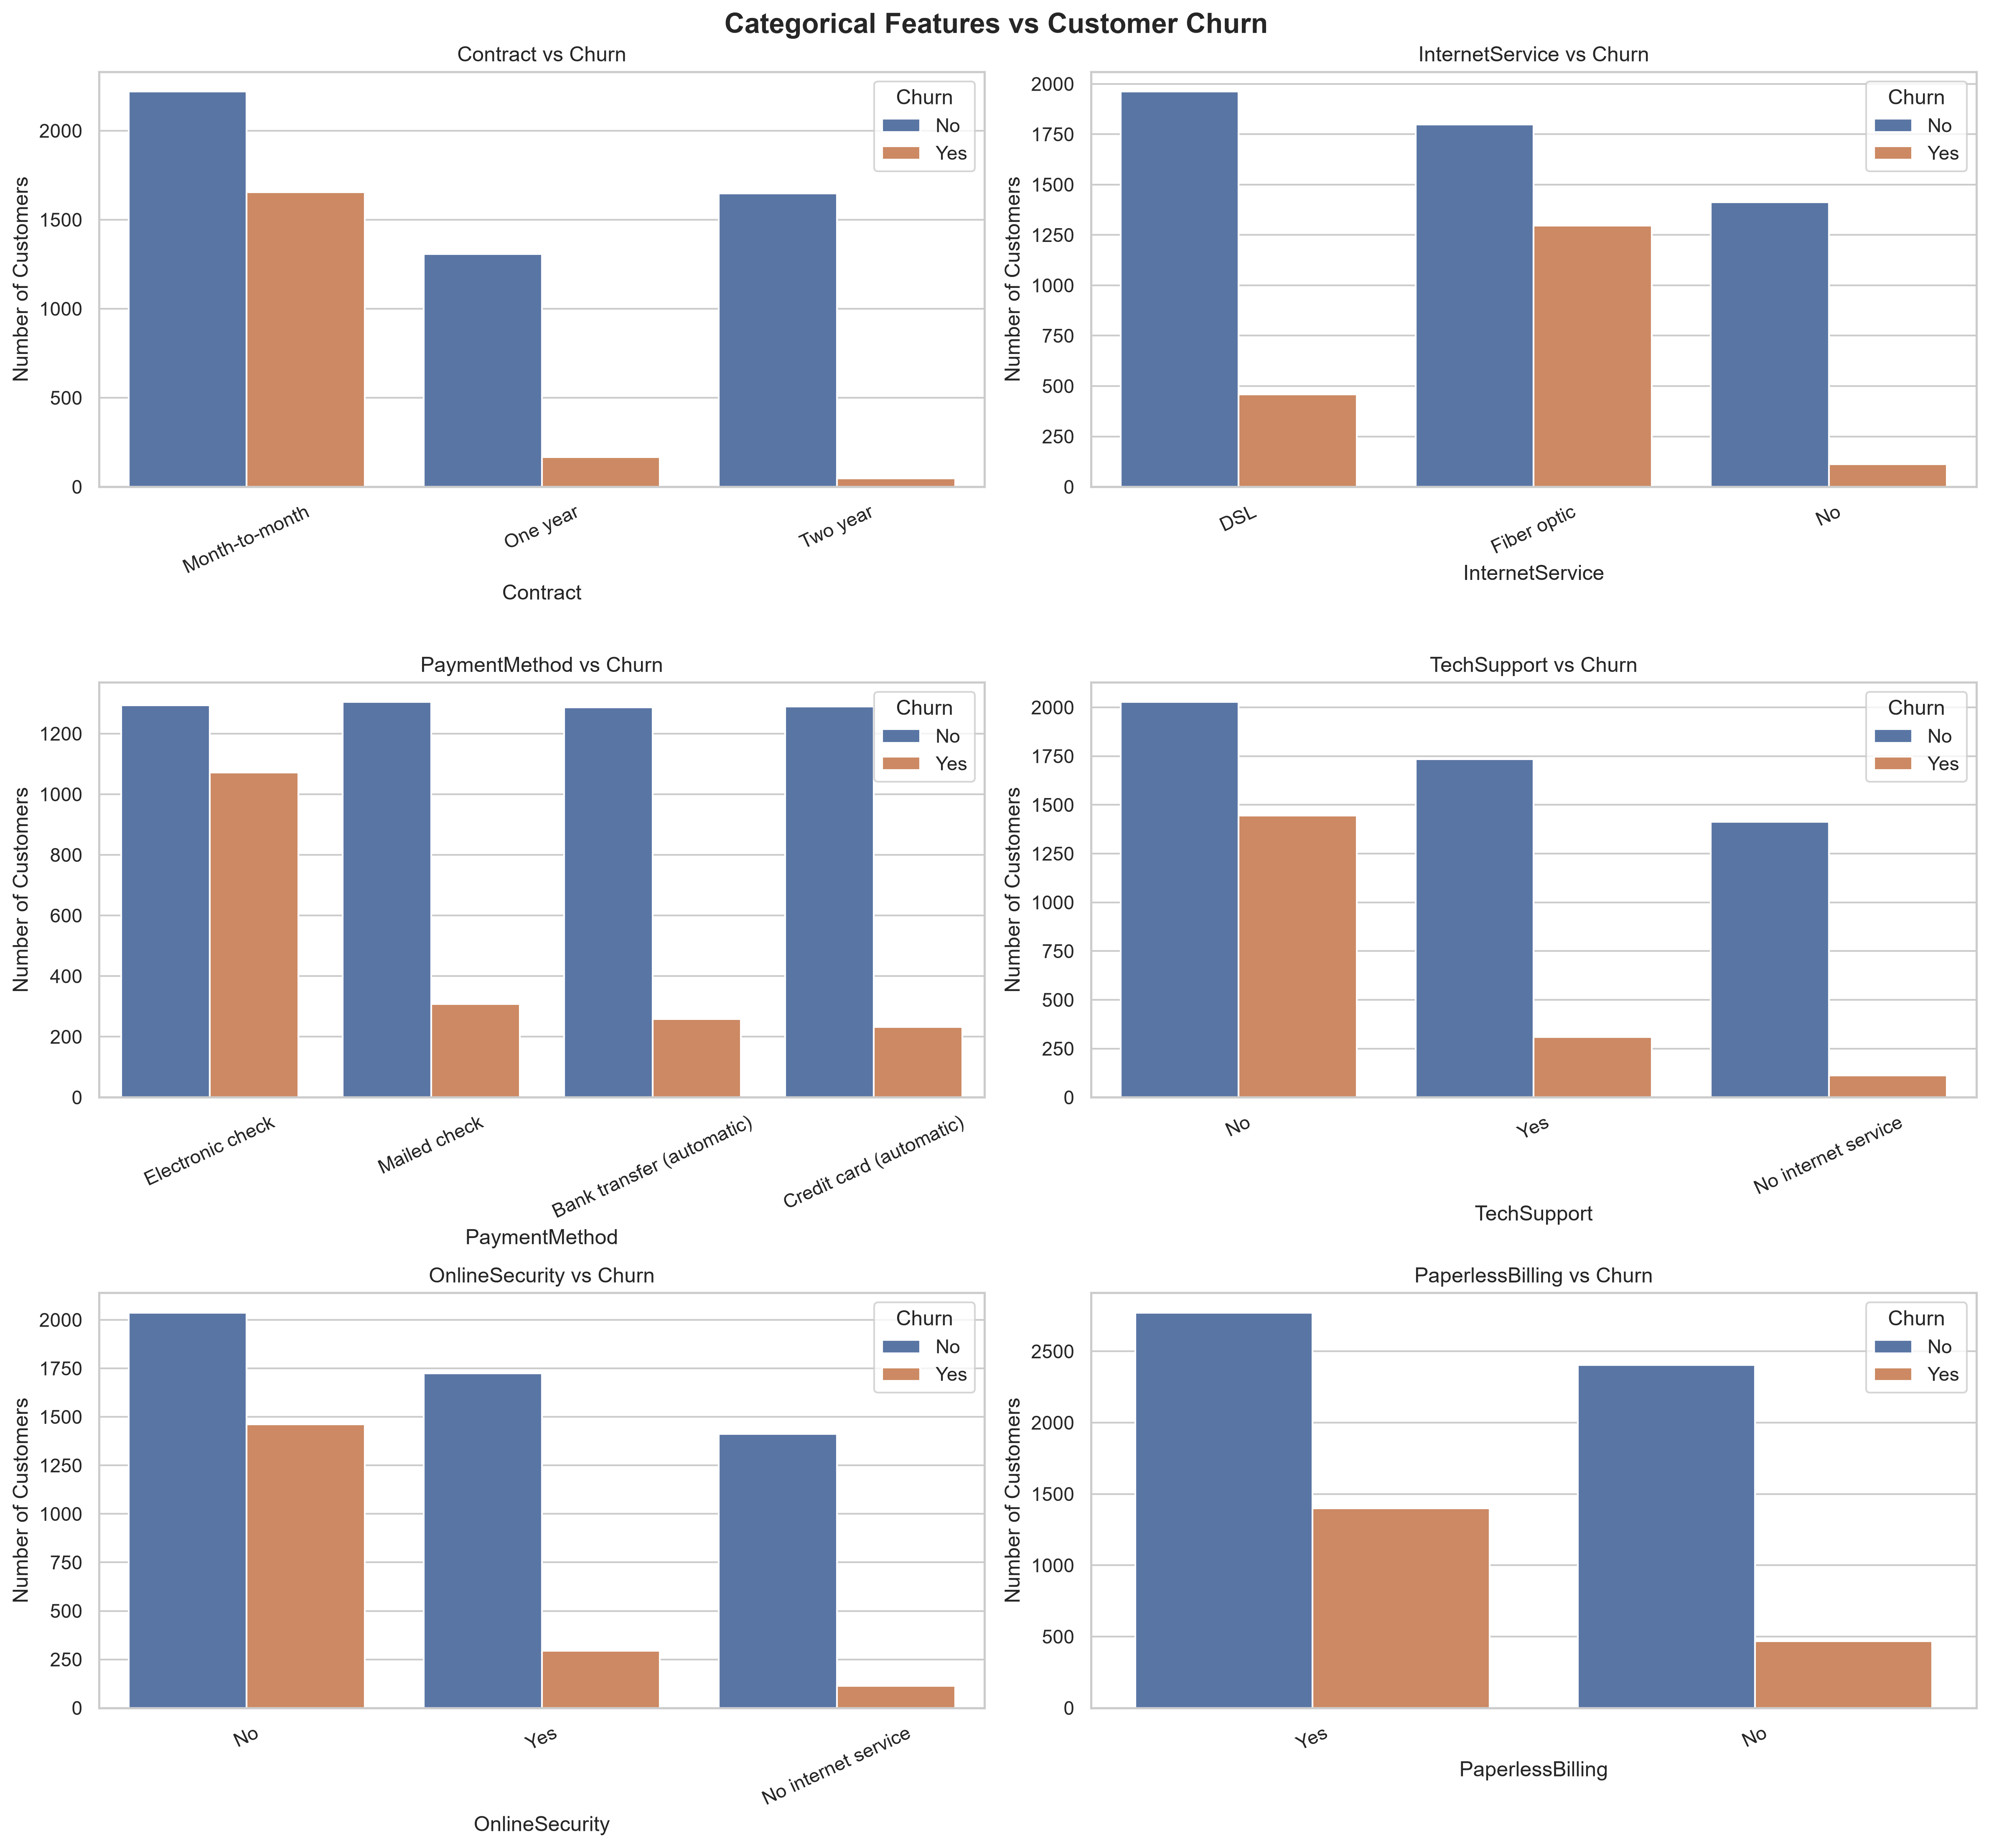 Categorical Features vs Customer Churn
Contract vs Churn
Number of Customers
2000
1500
1000
500
0
Churn
No
Yes
Month-to-month
One year
Two year
Contract
InternetService vs Churn
Number of Customers
2000
1750
1500
1250
1000
750
500
250
0
Churn
No
Yes
DSL
Fiber optic
No
InternetService
PaymentMethod vs Churn
Number of Customers
1200
1000
800
600
400
200
0
Churn
No
Yes
Electronic check
Mailed check
Bank transfer (automatic)
Credit card (automatic)
PaymentMethod
TechSupport vs Churn
Number of Customers
2000
1750
1500
1250
1000
750
500
250
0
Churn
No
Yes
No
Yes
No internet service
TechSupport
OnlineSecurity vs Churn
Number of Customers
2000
1750
1500
1250
1000
750
500
250
0
Churn
No
Yes
No
Yes
No internet service
OnlineSecurity
PaperlessBilling vs Churn
Number of Customers
2500
2000
1500
1000
500
0
Churn
No
Yes
Yes
No
PaperlessBilling